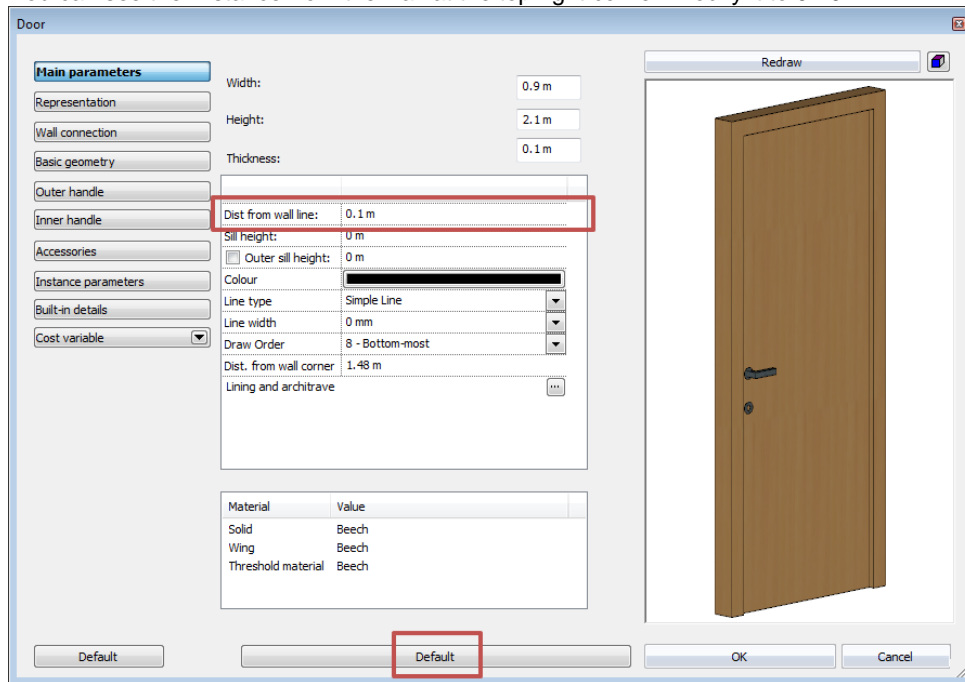 Door
Redraw
Main parameters
Representation
Wall connection
Basic geometry
Outer handle
Inner handle
Accessories
Instance parameters
Built-in details
Cost variable
Width: 0.9 m
Height: 2.1 m
Thickness: 0.1 m
Dist from wall line: 0.1 m
Sill height: 0 m
Outer sill height: 0 m
Colour
Line type Simple Line
Line width 0 mm
Draw Order 8 - Bottom-most
Dist. from wall corner 1.48 m
Lining and architrave ...
Material Value
Solid Beech
Wing Beech
Threshold material Beech
Default Default OK Cancel